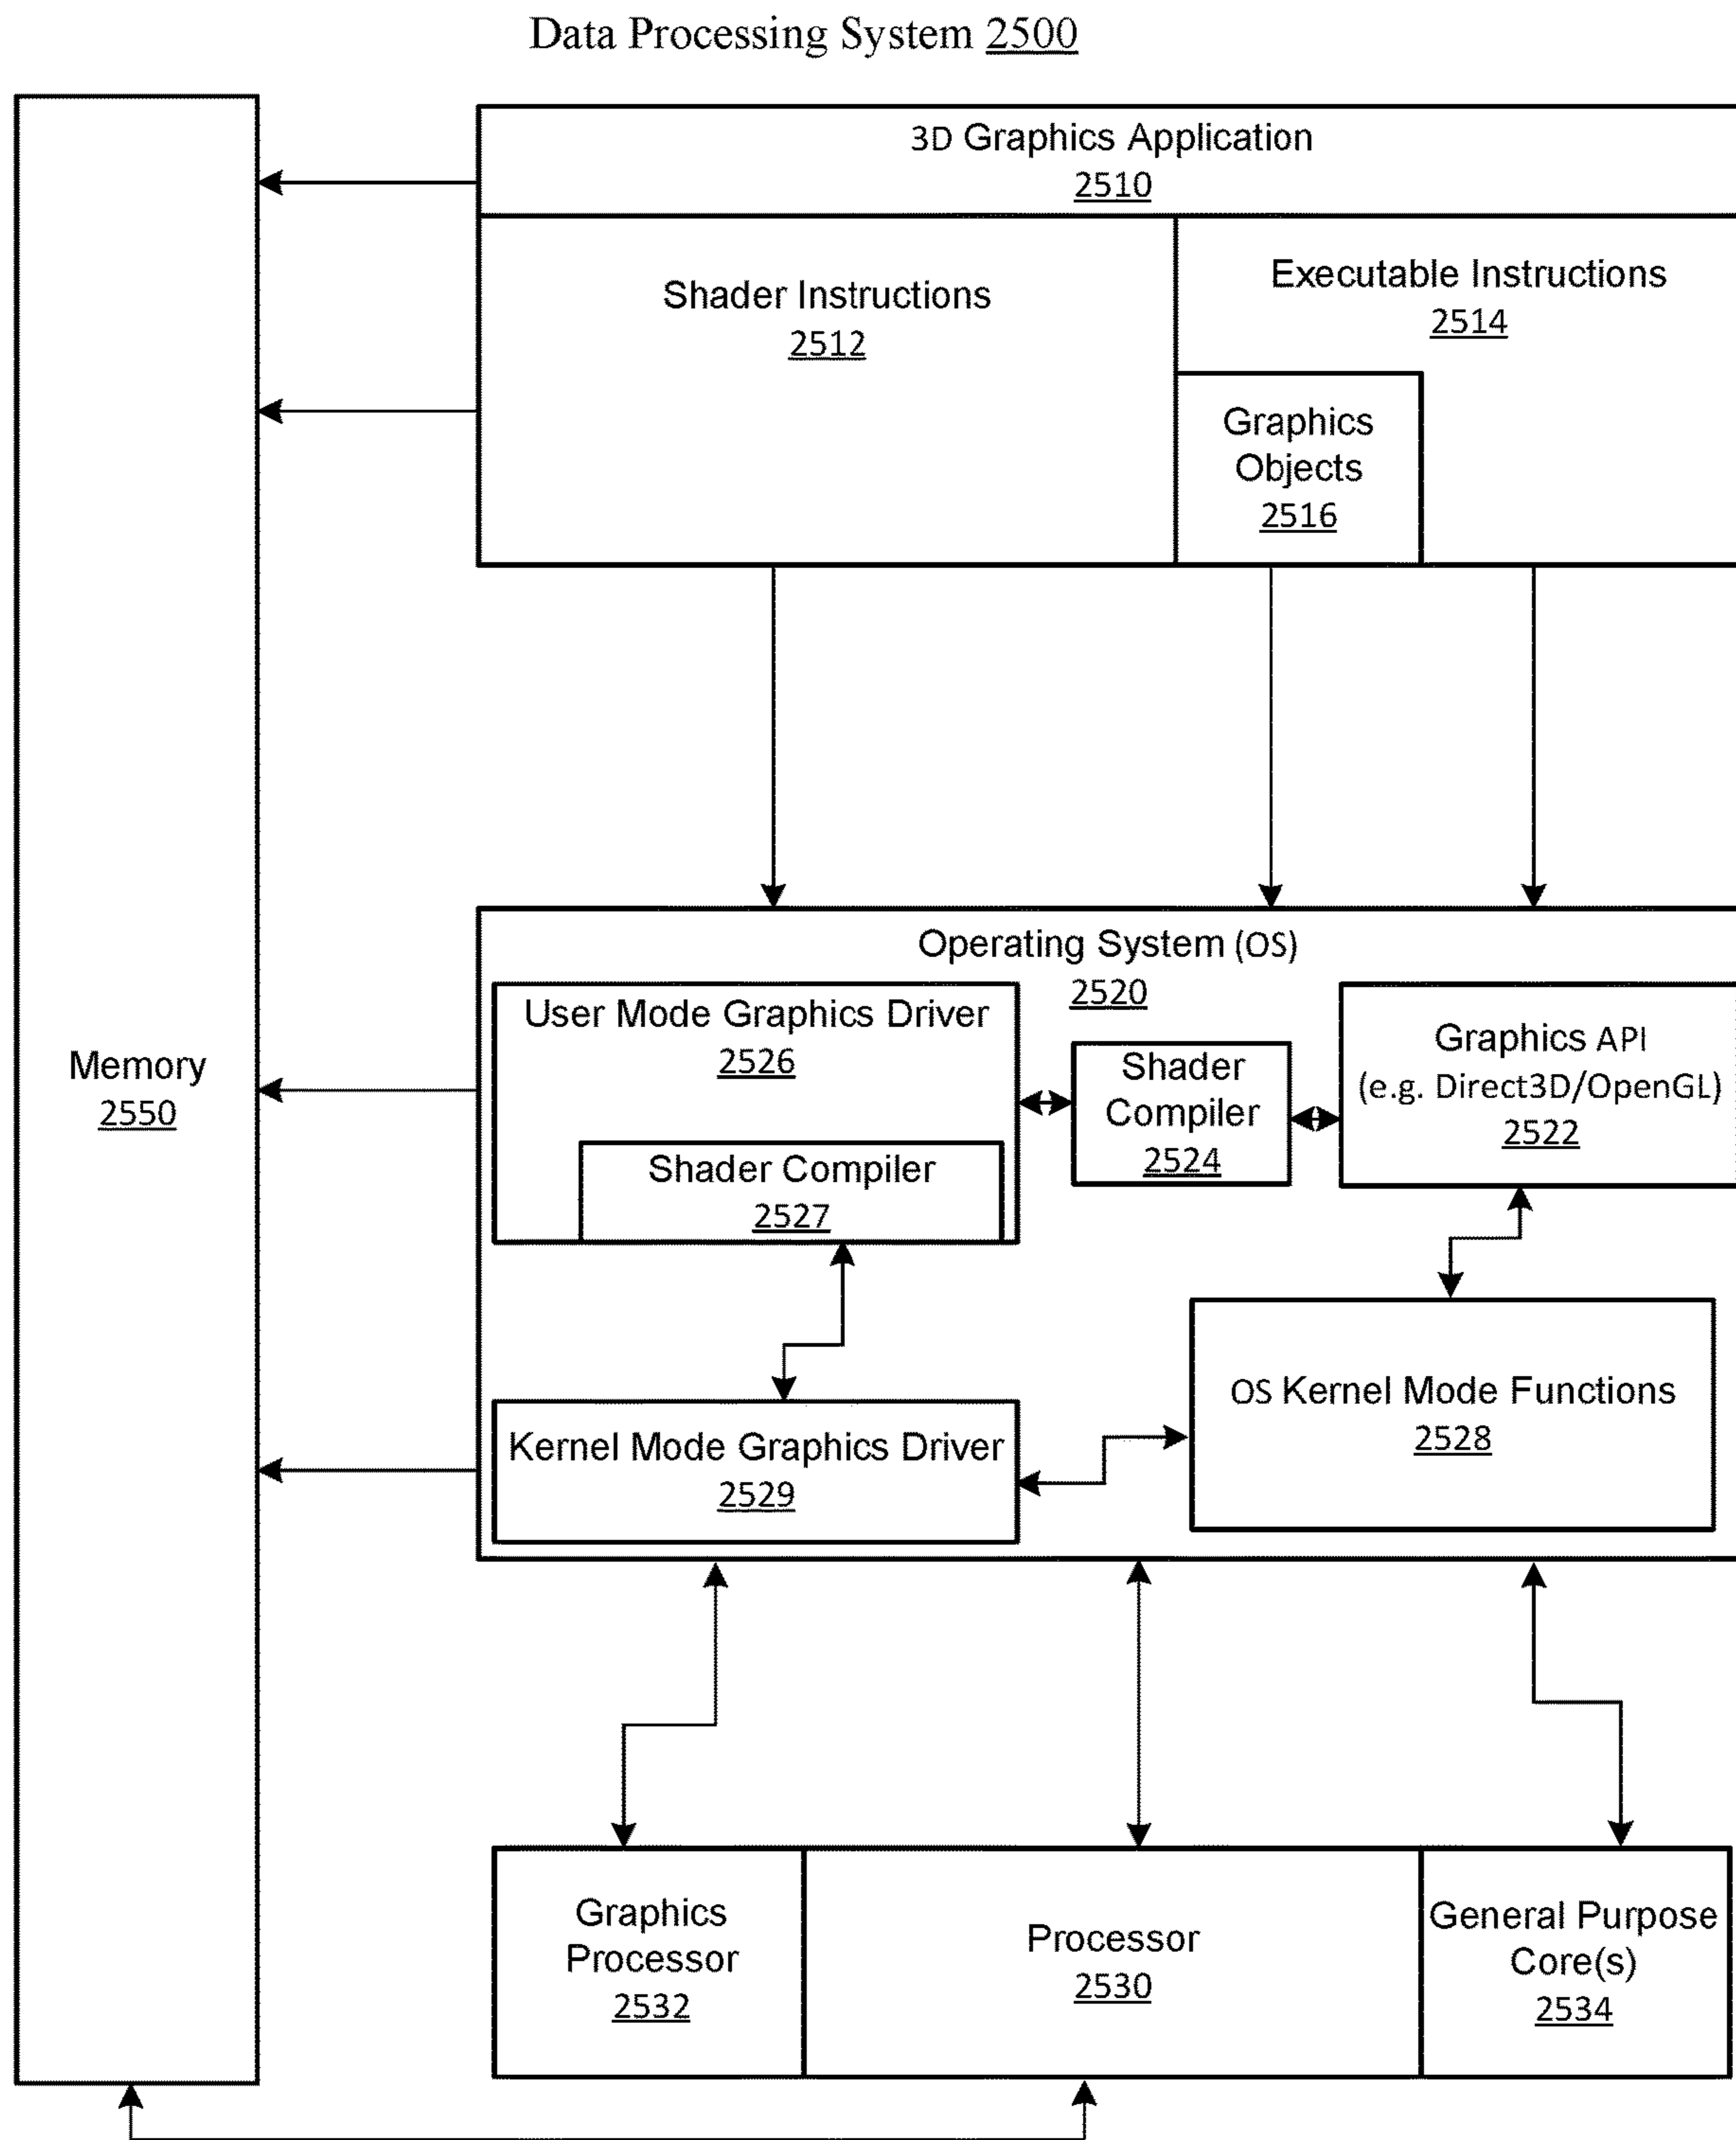 Data Processing System 2500
3D Graphics Application
2510
Shader Instructions
2512
Executable Instructions
2514
Graphics
Objects
2516
Memory
2550
Operating System (OS)
2520
User Mode Graphics Driver
2526
Shader Compiler
2527
Shader
Compiler
2524
Graphics API
(e.g. Direct3D/OpenGL)
2522
Kernel Mode Graphics Driver
2529
OS Kernel Mode Functions
2528
Graphics
Processor
2532
Processor
2530
General Purpose
Core(s)
2534